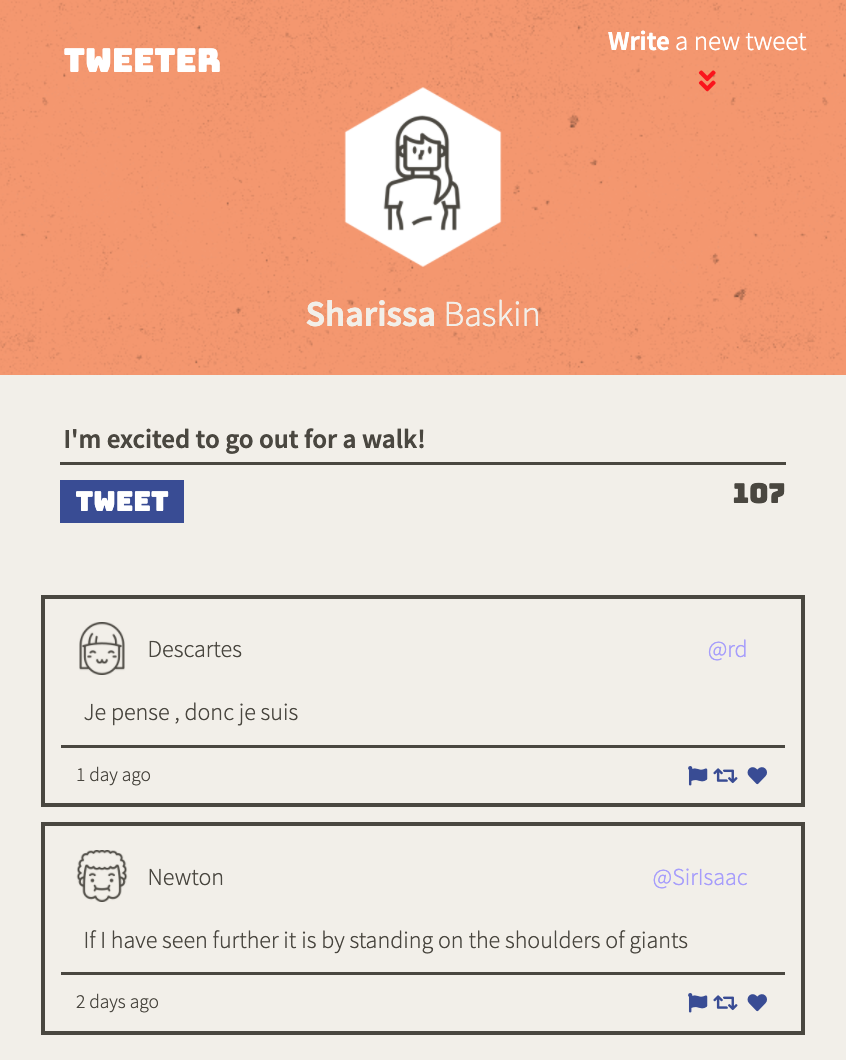 TWEETER
Write a new tweet
Sharissa Baskin
I'm excited to go out for a walk!
TWEET
107
Descartes
@rd
Je pense , donc je suis
1 day ago
Newton
@SirIsaac
If I have seen further it is by standing on the shoulders of giants
2 days ago